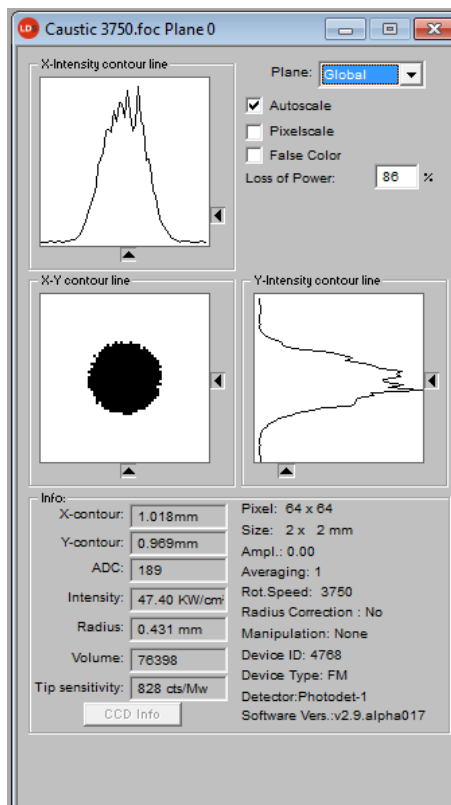 LD Caustic 3750.foc Plane 0
X-Intensity contour line
Plane: Global
Autoscale
Pixelscale
False Color
Loss of Power: 86 %
X-Y contour line
Y-Intensity contour line
Info:
X-contour: 1.018mm
Y-contour: 0.969mm
ADC: 189
Intensity: 47.40 KW/cm²
Radius: 0.431 mm
Volume: 76398
Tip sensitivity: 828 cts/Mw
CCD Info
Pixel: 64 x 64
Size: 2 x 2 mm
Ampl.: 0.00
Averaging: 1
Rot.Speed: 3750
Radius Correction : No
Manipulation: None
Device ID: 4768
Device Type: FM
Detector:Photodet-1
Software Vers.:v2.9.alpha017